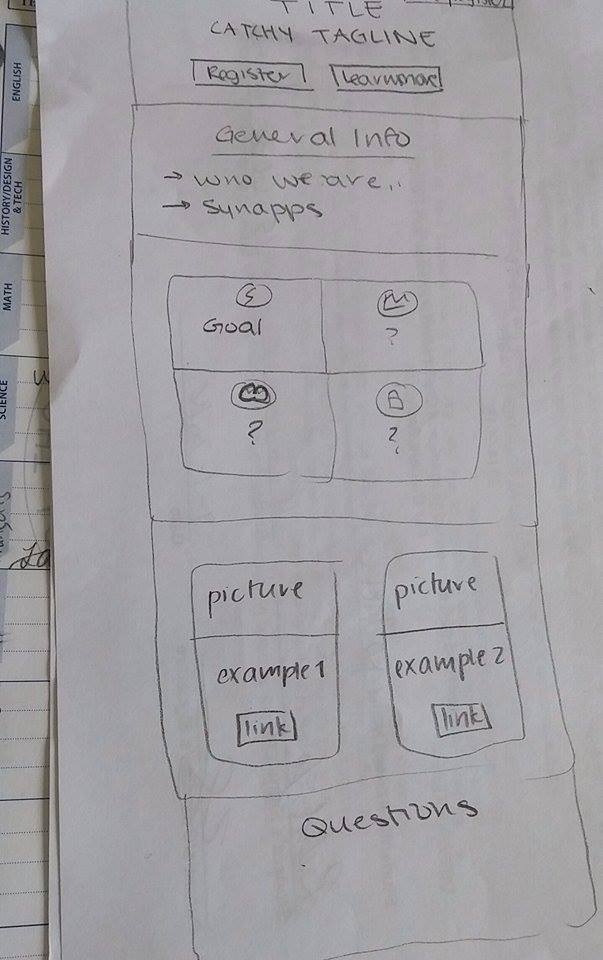 TITLE
CATCHY TAGLINE
Register Learnmore
General Info
→ who we are..
→ Synapps
Goal
?
?
?
picture picture
example 1 example 2
link link
Questions
ENGLISH
HISTORY/DESIGN
& TECH
MATH
SCIENCE